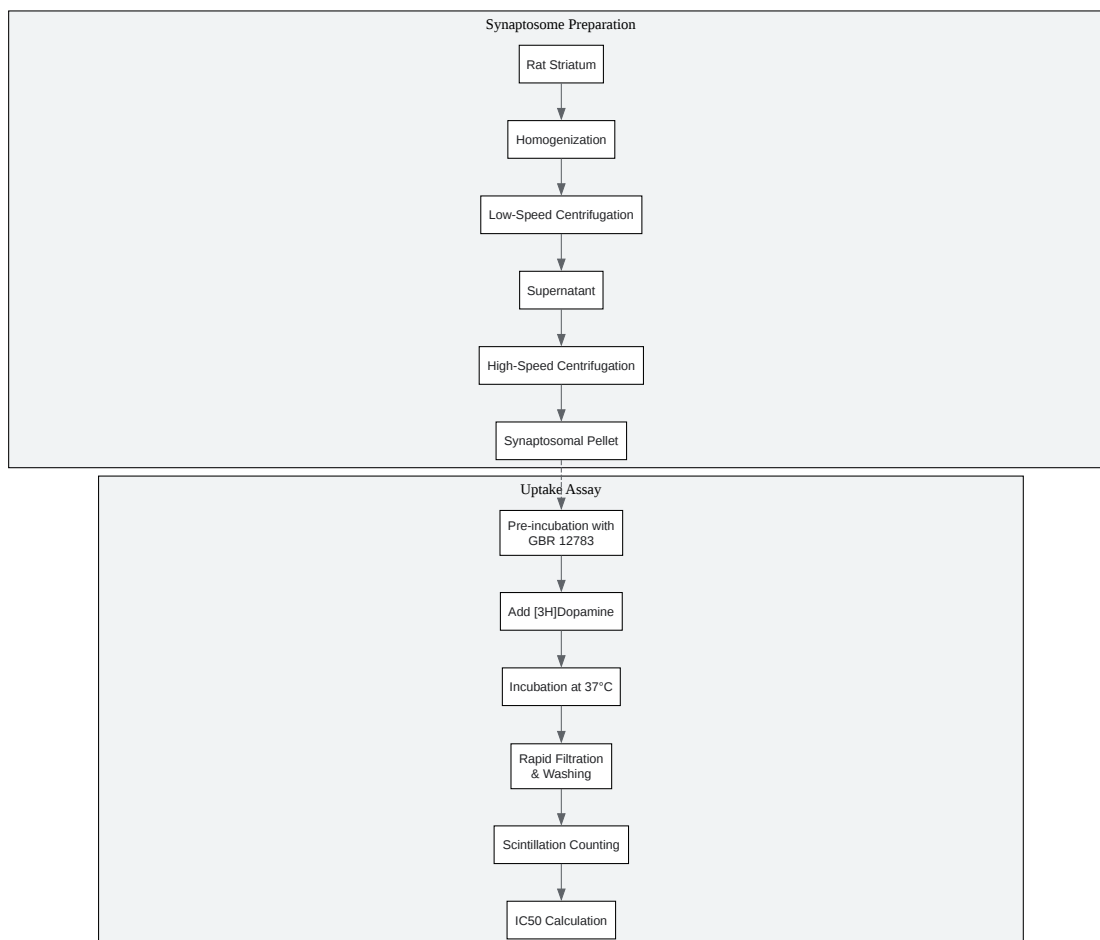 Synaptosome Preparation
Rat Striatum
Homogenization
Low-Speed Centrifugation
Supernatant
High-Speed Centrifugation
Synaptosomal Pellet
Uptake Assay
Pre-incubation with
GBR 12783
Add [3H]Dopamine
Incubation at 37°C
Rapid Filtration
& Washing
Scintillation Counting
IC50 Calculation